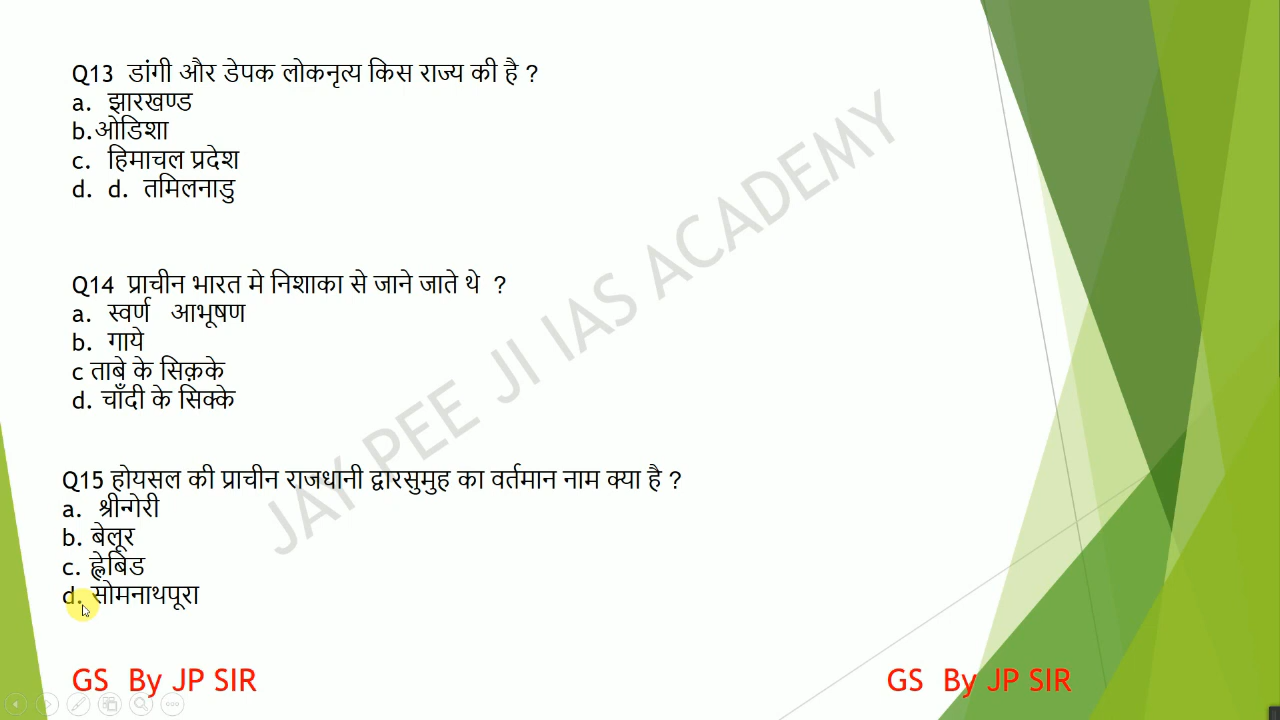 Q13 डांगी और डेपक लोकनृत्य किस राज्य की है ?
a. झारखण्ड
b.ओडिशा
c. हिमाचल प्रदेश
d. d. तमिलनाडु
Q14 प्राचीन भारत मे निशाका से जाने जाते थे ?
a. स्वर्ण आभूषण
b. गाये
c ताबे के सिक़के
d. चाँदी के सिक्के
Q15 होयसल की प्राचीन राजधानी द्वारसुमुह का वर्तमान नाम क्या है ?
a. श्रीन्गेरी
b. बेलूर
c. ह्लेबिड
d. सोमनाथपूरा
JAY PEE JI IAS ACADEMY
GS By JP SIR
GS By JP SIR